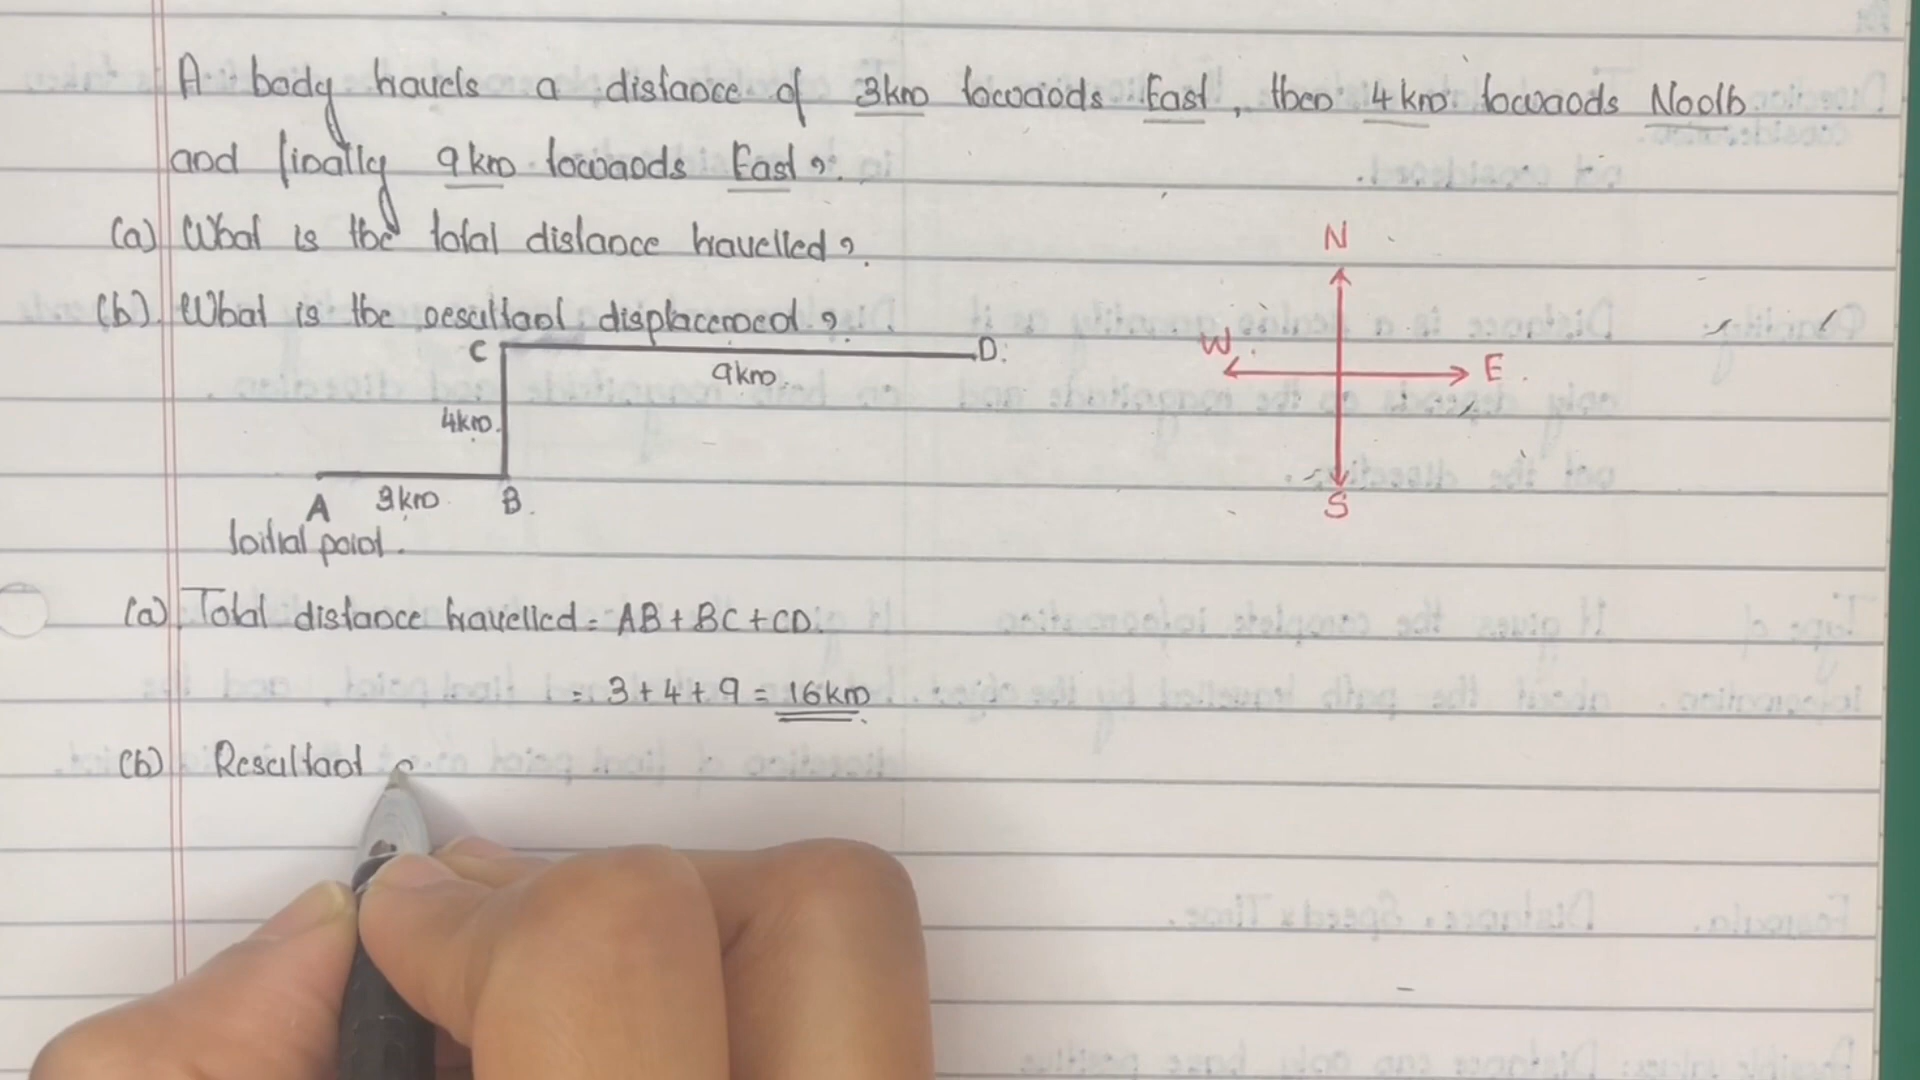 A body travels a distance of 3km towards East, then 4km towards North
and finally 9km towards East?
(a) What is the total distance travelled?
(b) What is the resultant displacement?
N
W
E
S
C
D.
9km.
4km.
A
3km
B.
Initial point.
(a) Total distance travelled = AB + BC + CD.
= 3 + 4 + 9 = 16km.
(b) Resultant